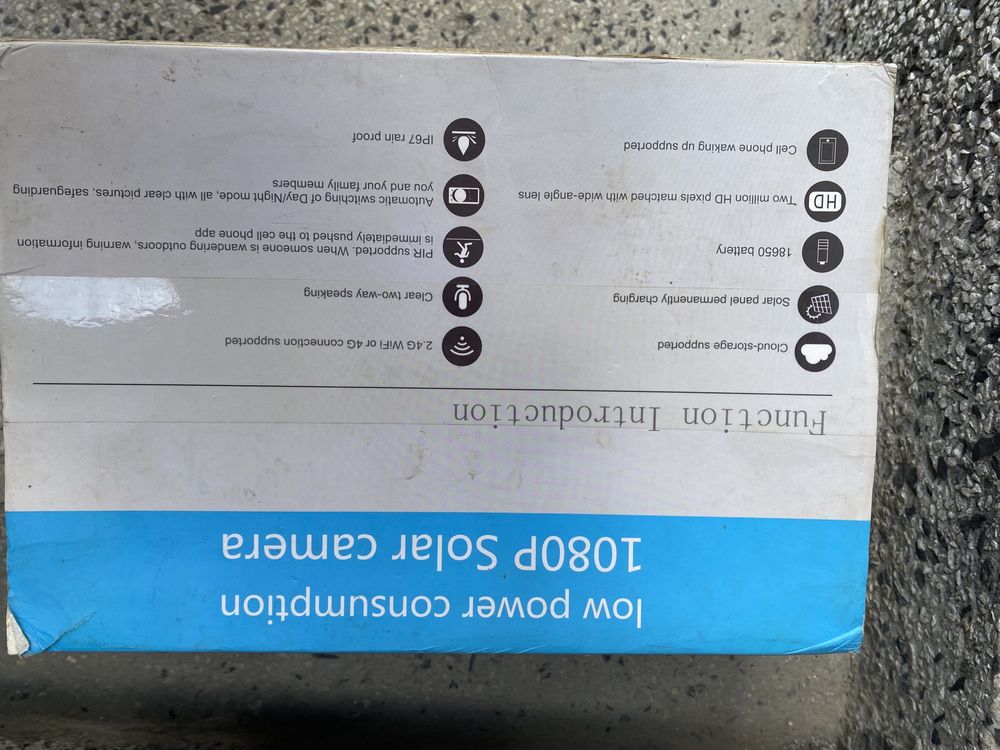 low power consumption
1080P Solar camera
Function Introduction
Cloud-storage supported
Solar panel permanently charging
18650 battery
HD
Two million HD pixels matched with wide-angle lens
Cell phone waking up supported
2.4G WiFi or 4G connection supported
Clear two-way speaking
PIR supported. When someone is wandering outdoors, warning information
is immediately pushed to the cell phone app
Automatic switching of Day/Night mode, all with clear pictures, safeguarding
you and your family members
IP67 rain proof